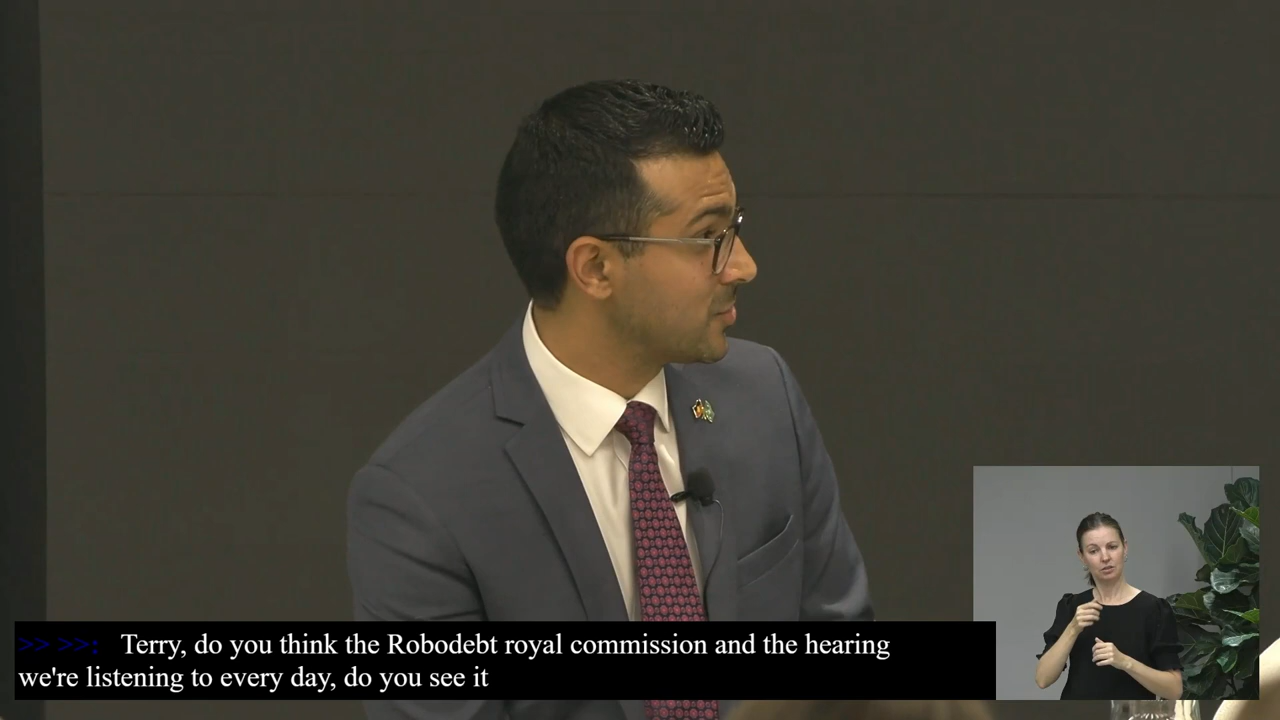 >> >>: Terry, do you think the Robodebt royal commission and the hearing
we're listening to every day, do you see it